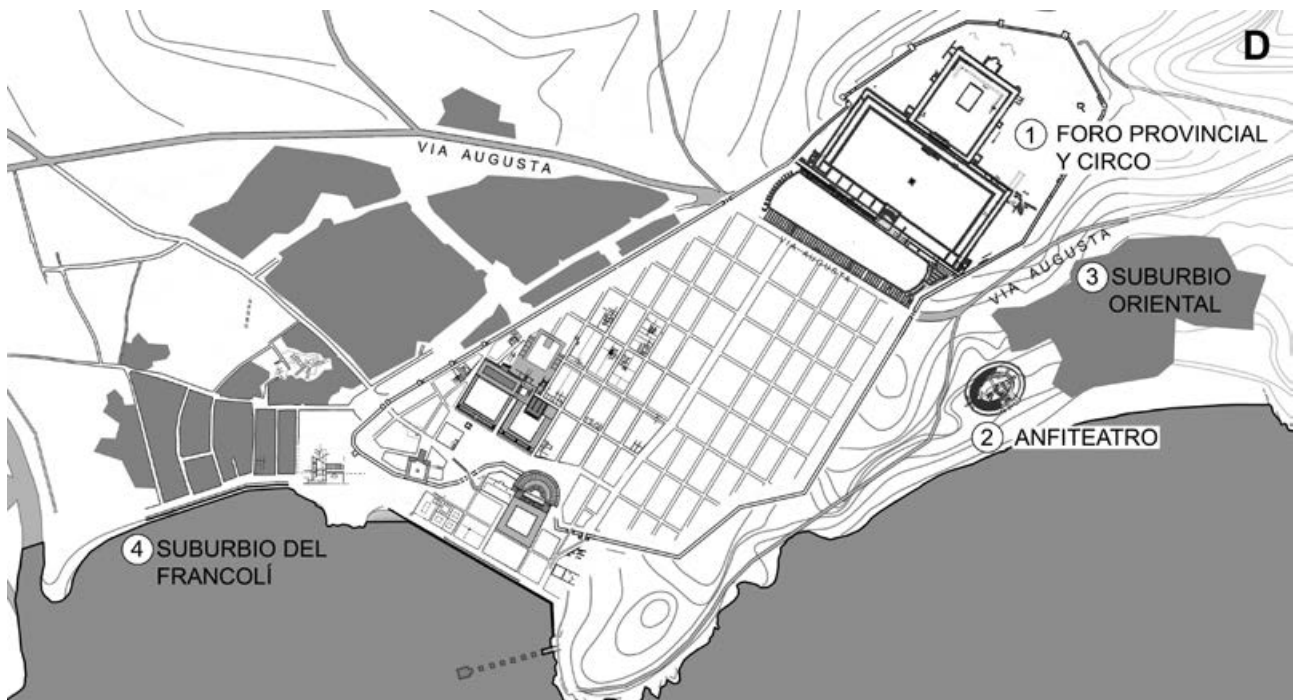 D
VIA AUGUSTA
1 FORO PROVINCIAL
Y CIRCO
VIA AUGUSTA
VIA AUGUSTA
3 SUBURBIO
ORIENTAL
2 ANFITEATRO
4 SUBURBIO DEL
FRANCOLÍ